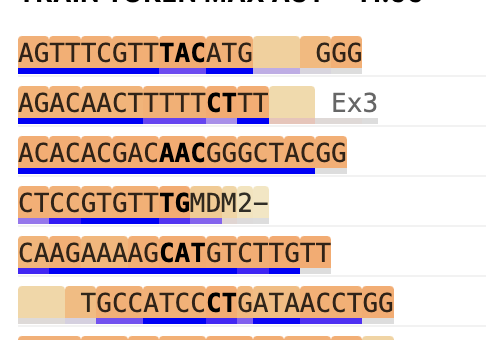 AGTTTCGTTTACATG GGG
AGACAACTTTTTCTTT Ex3
ACACACGACAACGGGCTACGG
CTCCGTGTTTGMDM2–
CAAGAAAAGCATGTCTTGTT
TGCCATCCCTGATAACCTGG